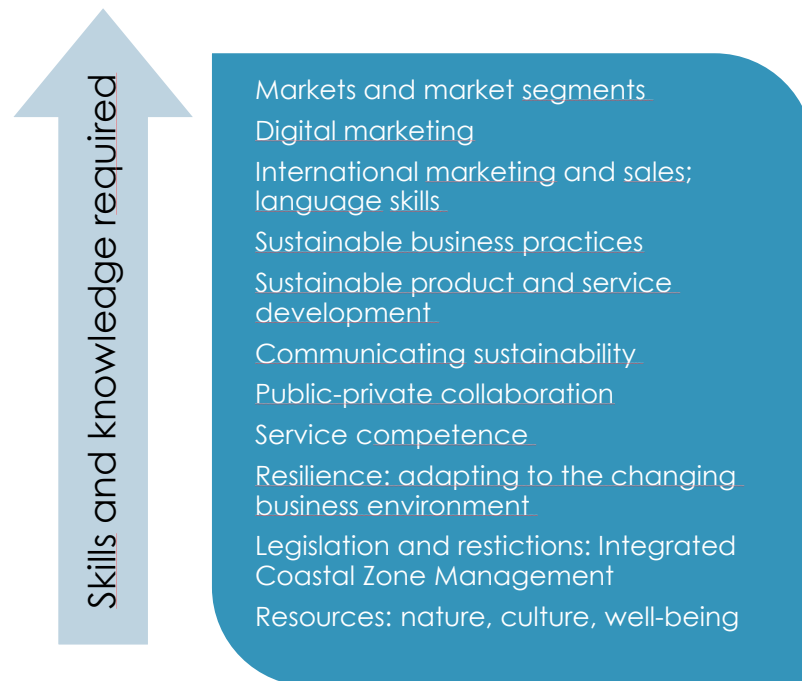 Skills and knowledge required
Markets and market segments
Digital marketing
International marketing and sales;
language skills
Sustainable business practices
Sustainable product and service
development
Communicating sustainability
Public-private collaboration
Service competence
Resilience: adapting to the changing
business environment
Legislation and restictions: Integrated
Coastal Zone Management
Resources: nature, culture, well-being